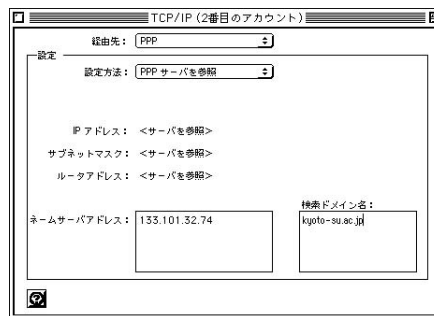 TCP/IP (2番目のアカウント)
経由先: PPP
設定
設定方法: PPP サーバを参照
IP アドレス: <サーバを参照>
サブネットマスク: <サーバを参照>
ルータアドレス: <サーバを参照>
検索ドメイン名:
ネームサーバアドレス: 133.101.32.74 kyoto-su.ac.jp